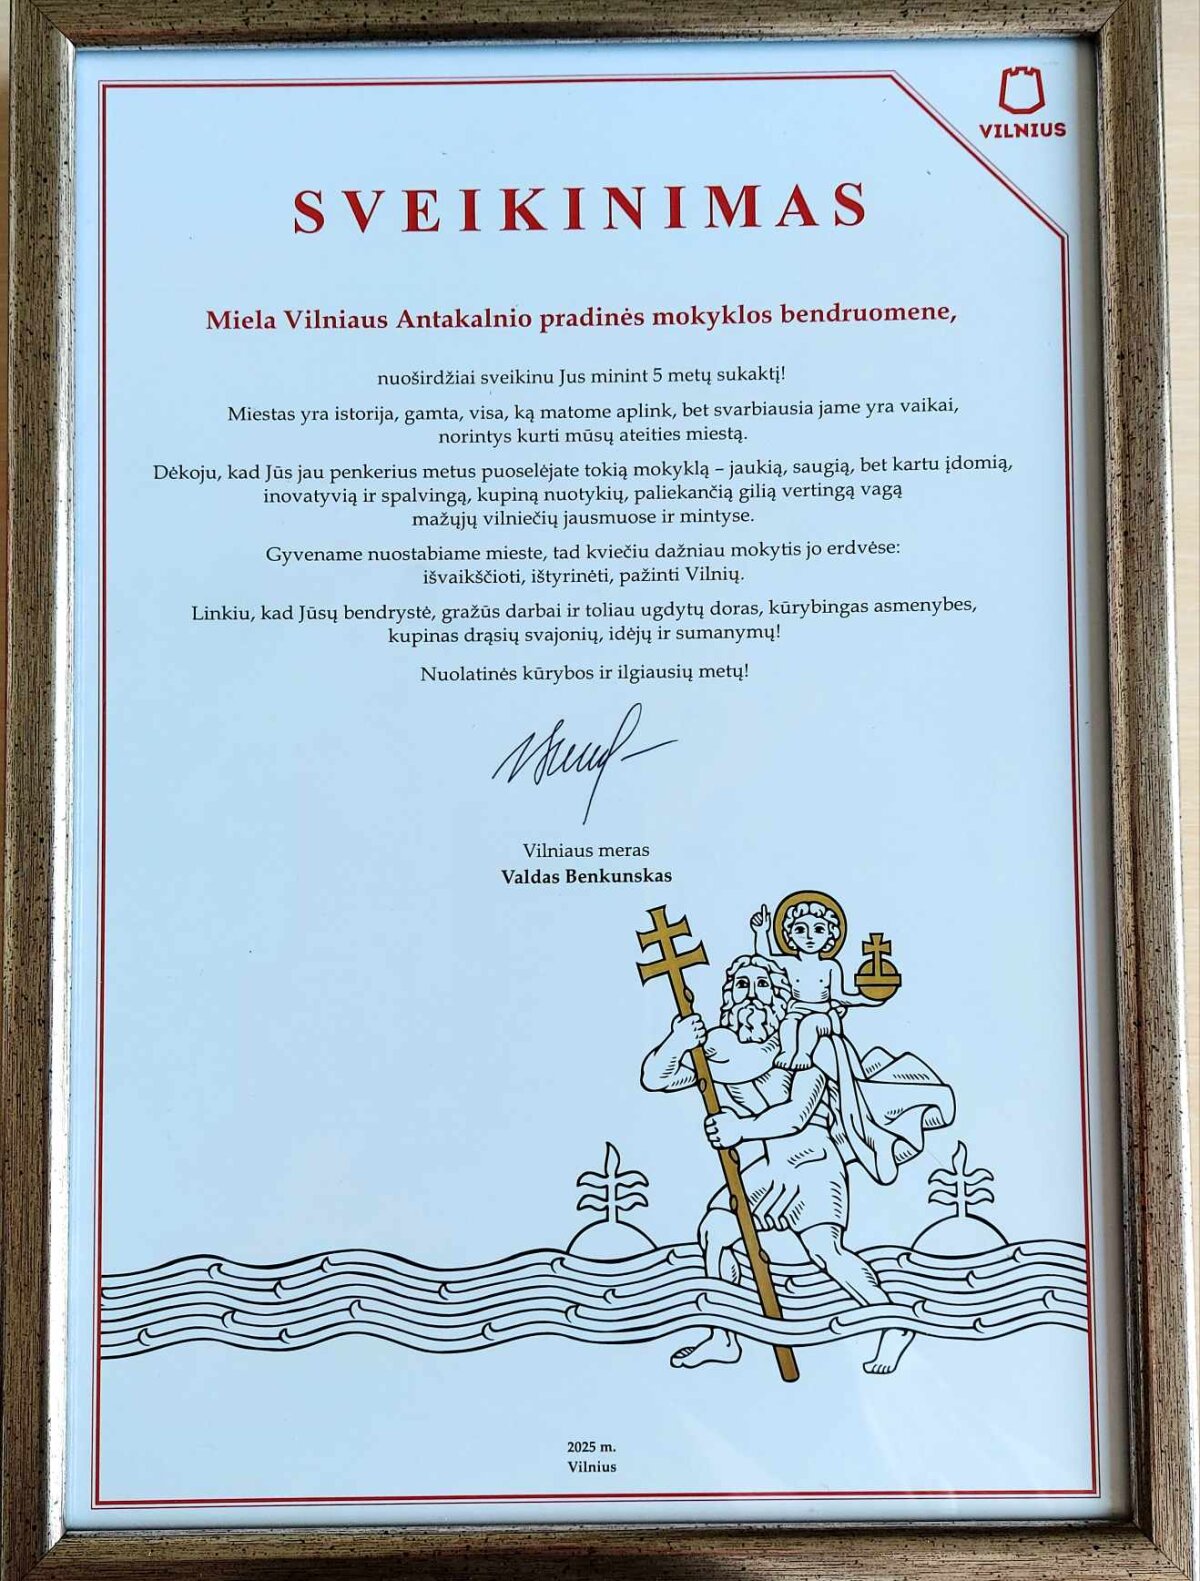 VILNIUS
SVEIKINIMAS
Miela Vilniaus Antakalnio pradinės mokyklos bendruomene,
nuoširdžiai sveikinu Jus minint 5 metų sukaktį!
Miestas yra istorija, gamta, visa, ką matome aplink, bet svarbiausia jame yra vaikai,
norintys kurti mūsų ateities miestą.
Dėkoju, kad Jūs jau penkerius metus puoselėjate tokią mokyklą – jaukią, saugią, bet kartu įdomią,
inovatyvią ir spalvingą, kupiną nuotykių, paliekančią gilią vertingą vagą
mažųjų vilniečių jausmuose ir mintyse.
Gyvename nuostabiame mieste, tad kviečiu dažniau mokytis jo erdvėse:
išvaikščioti, ištyrinėti, pažinti Vilnių.
Linkiu, kad Jūsų bendrystė, gražūs darbai ir toliau ugdytų doras, kūrybingas asmenybes,
kupinas drąsių svajonių, idėjų ir sumanymų!
Nuolatinės kūrybos ir ilgiausių metų!
Vilniaus meras
Valdas Benkunskas
2025 m.
Vilnius